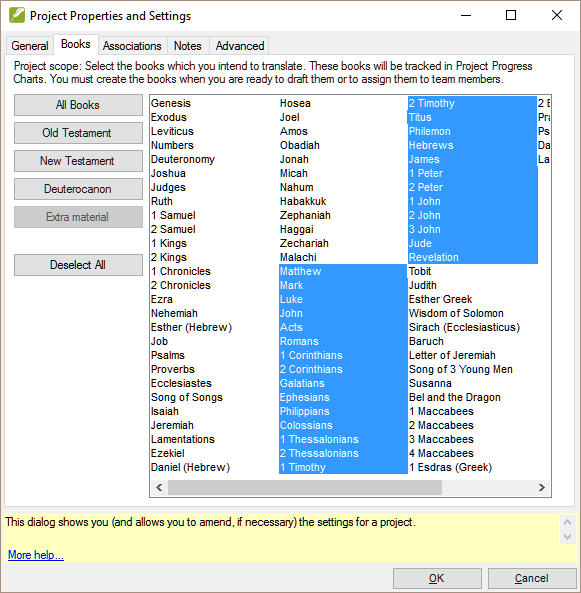 Project Properties and Settings
General
Books
Associations
Notes
Advanced
Project scope: Select the books which you intend to translate. These books will be tracked in Project Progress
Charts. You must create the books when you are ready to draft them or to assign them to team members.
All Books
Old Testament
New Testament
Deuterocanon
Extra material
Deselect All
Genesis
Exodus
Leviticus
Numbers
Deuteronomy
Joshua
Judges
Ruth
1 Samuel
2 Samuel
1 Kings
2 Kings
1 Chronicles
2 Chronicles
Ezra
Nehemiah
Esther (Hebrew)
Job
Psalms
Proverbs
Ecclesiastes
Song of Songs
Isaiah
Jeremiah
Lamentations
Ezekiel
Daniel (Hebrew)
Hosea
Joel
Amos
Obadiah
Jonah
Micah
Nahum
Habakkuk
Zephaniah
Haggai
Zechariah
Malachi
Matthew
Mark
Luke
John
Acts
Romans
1 Corinthians
2 Corinthians
Galatians
Ephesians
Philippians
Colossians
1 Thessalonians
2 Thessalonians
1 Timothy
2 Timothy
Titus
Philemon
Hebrews
James
1 Peter
2 Peter
1 John
2 John
3 John
Jude
Revelation
Tobit
Judith
Esther Greek
Wisdom of Solomon
Sirach (Ecclesiasticus)
Baruch
Letter of Jeremiah
Song of 3 Young Men
Susanna
Bel and the Dragon
1 Maccabees
2 Maccabees
3 Maccabees
4 Maccabees
1 Esdras (Greek)
This dialog shows you (and allows you to amend, if necessary) the settings for a project.
More help...
OK
Cancel